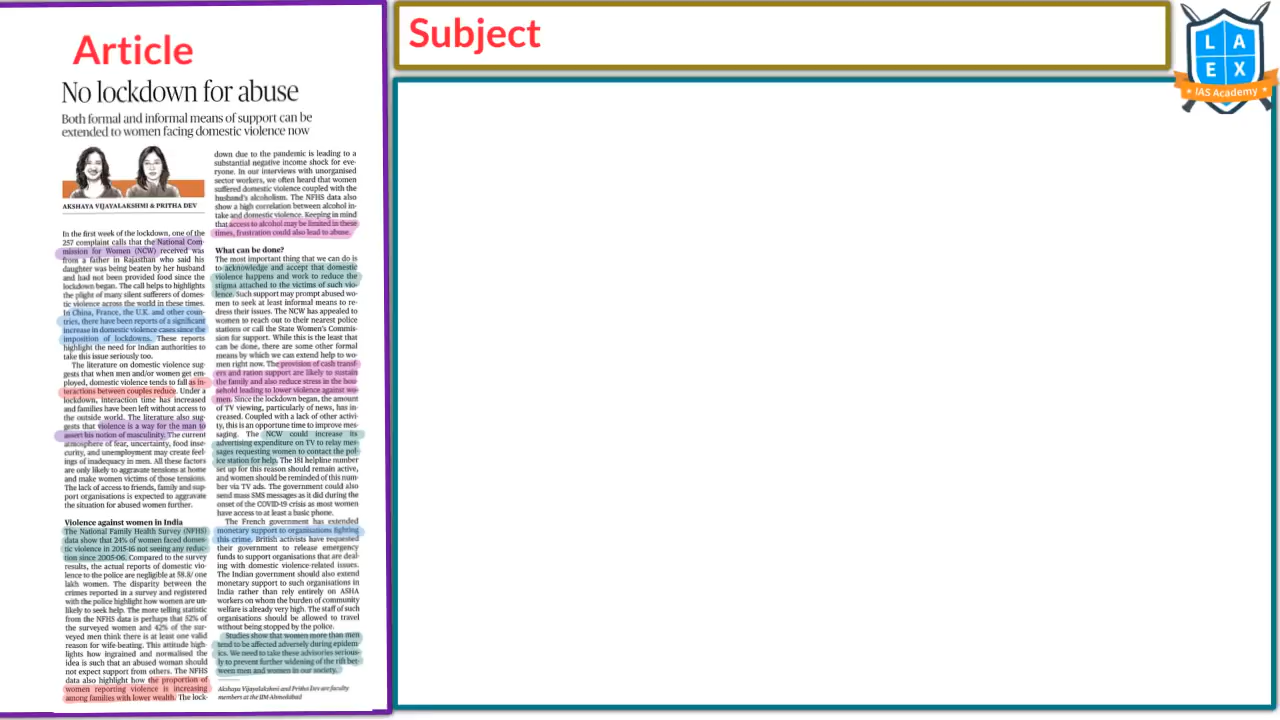 Article
No lockdown for abuse
Both formal and informal means of support can be
extended to women facing domestic violence now
AKSHAYA VIJAYALAKSHMI & PRITHA DEV
In the first week of the lockdown, one of the
257 complaint calls that the National Com-
mission for Women (NCW) received was
from a father in Rajasthan who said his
daughter was being beaten by her husband
and had not been provided food since the
lockdown began. The call helps to highlights
the plight of many silent sufferers of domes-
tic violence across the world in these times.
In China, France, the U.K. and other coun-
tries, there have been reports of a significant
increase in domestic violence cases since the
imposition of lockdowns. These reports
highlight the need for Indian authorities to
take this issue seriously too.
The literature on domestic violence sug-
gests that when men and/or women get em-
ployed, domestic violence tends to fall as in-
teractions between couples reduce. Under a
lockdown, interaction time has increased
and families have been left without access to
the outside world. The literature also sug-
gests that violence is a way for the man to
assert his notion of masculinity. The current
atmosphere of fear, uncertainty, food inse-
curity, and unemployment may create feel-
ings of inadequacy in men. All these factors
are only likely to aggravate tensions at home
and make women victims of those tensions.
The lack of access to friends, family and sup-
port organisations is expected to aggravate
the situation for abused women further.
Violence against women in India
The National Family Health Survey (NFHS)
data show that 24% of women faced domes-
tic violence in 2015-16 not seeing any reduc-
tion since 2005-06. Compared to the survey
results, the actual reports of domestic vio-
lence to the police are negligible at 58.8/ one
lakh women. The disparity between the
crimes reported in a survey and registered
with the police highlight how women are un-
likely to seek help. The more telling statistic
from the NFHS data is perhaps that 52% of
the surveyed women and 42% of the sur-
veyed men think there is at least one valid
reason for wife-beating. This attitude high-
lights how ingrained and normalised the
idea is such that an abused woman should
not expect support from others. The NFHS
data also highlight how the proportion of
women reporting violence is increasing
among families with lower wealth. The lock-
down due to the pandemic is leading to a
substantial negative income shock for eve-
ryone. In our interviews with unorganised
sector workers, we often heard that women
suffered domestic violence coupled with the
husband's alcoholism. The NFHS data also
show a high correlation between alcohol in-
take and domestic violence. Keeping in mind
that access to alcohol may be limited in these
times, frustration could also lead to abuse.
What can be done?
The most important thing that we can do is
to acknowledge and accept that domestic
violence happens and work to reduce the
stigma attached to the victims of such vio-
lence. Such support may prompt abused wo-
men to seek at least informal means to re-
dress their issues. The NCW has appealed to
women to reach out to their nearest police
stations or call the State Women's Commis-
sion for support. While this is the least that
can be done, there are some other formal
means by which we can extend help to wo-
men right now. The provision of cash transf-
ers and ration support are likely to sustain
the family and also reduce stress in the hou-
sehold leading to lower violence against wo-
men. Since the lockdown began, the amount
of TV viewing, particularly of news, has in-
creased. Coupled with a lack of other activi-
ty, this is an opportune time to improve mes-
saging. The NCW could increase its
advertising expenditure on TV to relay mes-
sages requesting women to contact the pol-
ice station for help. The 181 helpline number
set up for this reason should remain active,
and women should be reminded of this num-
ber via TV ads. The government could also
send mass SMS messages as it did during the
onset of the COVID-19 crisis as most women
have access to at least a basic phone.
The French government has extended
monetary support to organisations fighting
this crime. British activists have requested
their government to release emergency
funds to support organisations that are deal-
ing with domestic violence-related issues.
The Indian government should also extend
monetary support to such organisations in
India rather than rely entirely on ASHA
workers on whom the burden of community
welfare is already very high. The staff of such
organisations should be allowed to travel
without being stopped by the police.
Studies show that women more than men
tend to be affected adversely during epidem-
ics. We need to take these advisories serious-
ly to prevent further widening of the rift bet-
ween men and women in our society.
Akshaya Vijayalakshmi and Pritha Dev are faculty
members at the IIM-Ahmedabad
Subject
LA
EX
IAS Academy